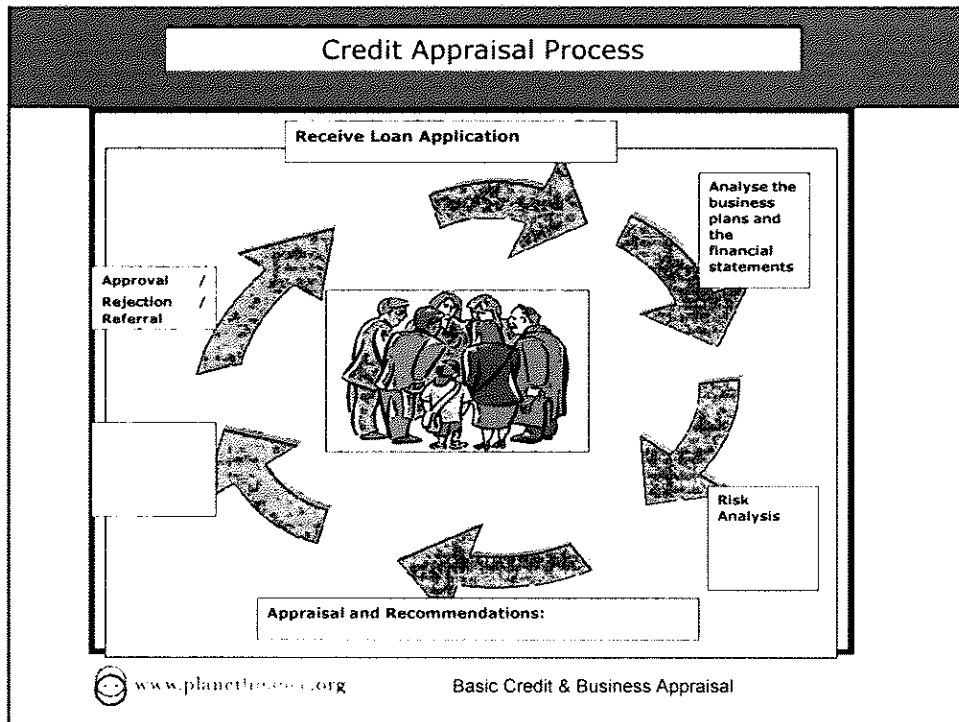 Credit Appraisal Process
Receive Loan Application
Analyse the
business
plans and
the
financial
statements
Approval /
Rejection /
Referral
Risk
Analysis
Appraisal and Recommendations:
Basic Credit & Business Appraisal